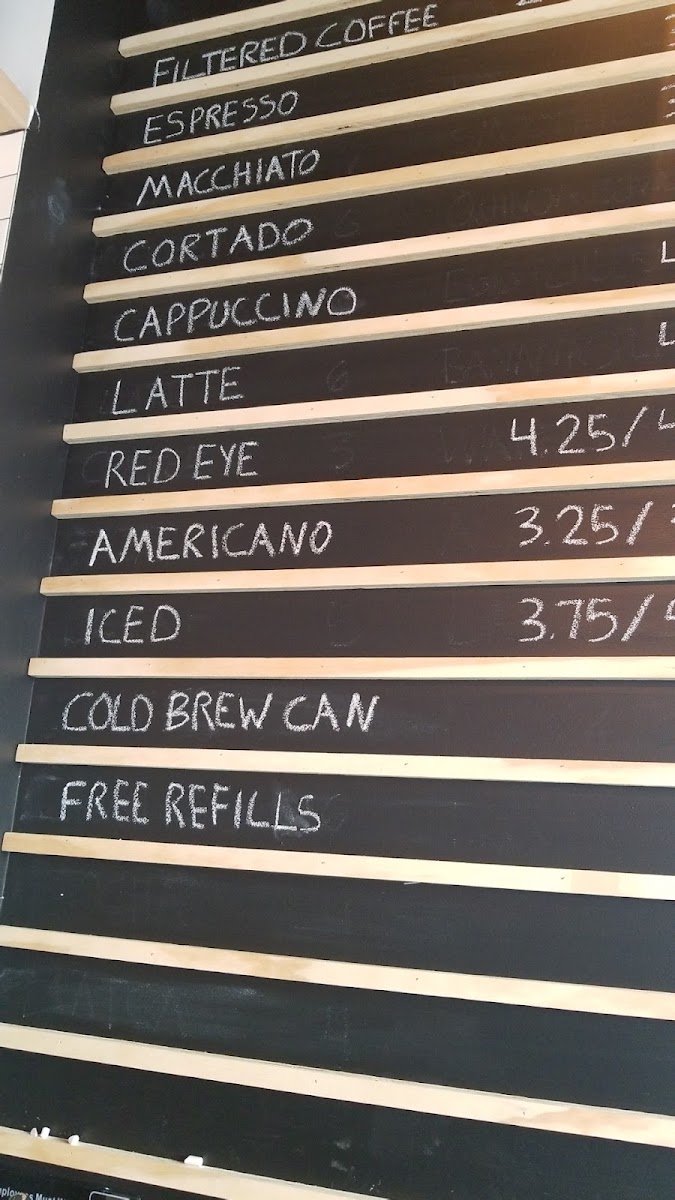 FILTERED COFFEE
ESPRESSO
MACCHIATO
CORTADO
CAPPUCCINO
LATTE
RED EYE 4.25/4
AMERICANO 3.25/
ICED 3.75/
COLD BREW CAN
FREE REFILLS